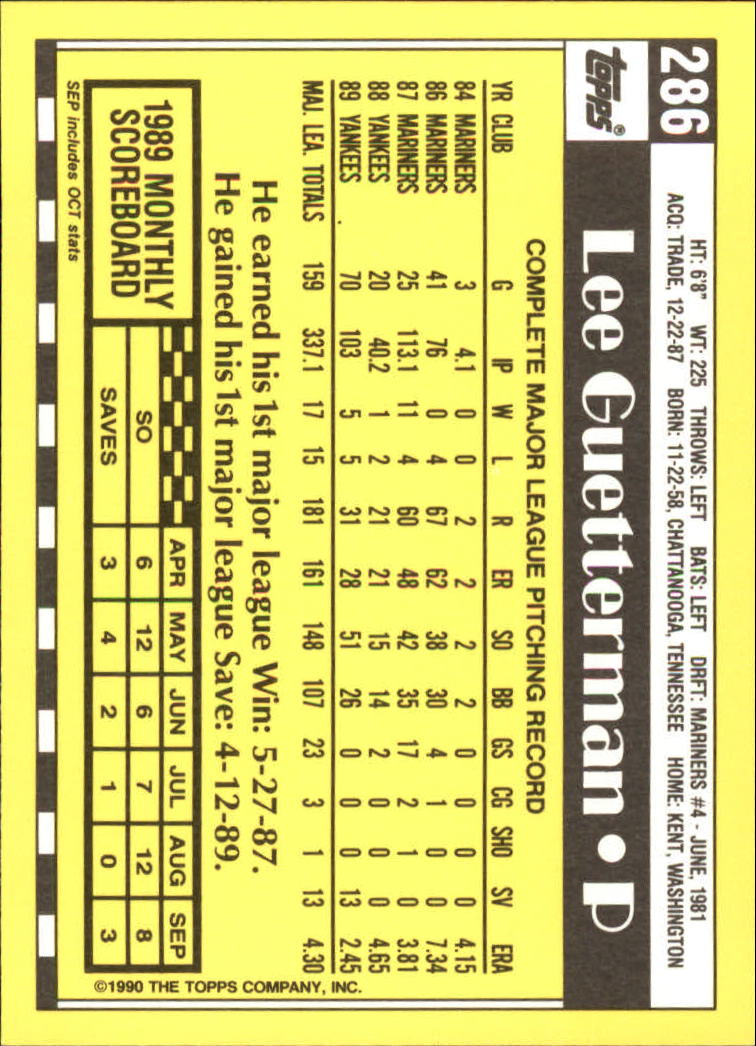 286
HT: 6'8" WT: 225 THROWS: LEFT BATS: LEFT DRFT: MARINERS #4 - JUNE, 1981
ACQ: TRADE, 12-22-87 BORN: 11-22-58, CHATTANOOGA, TENNESSEE HOME: KENT, WASHINGTON
TOPPS®
Lee Guetterman • P
COMPLETE MAJOR LEAGUE PITCHING RECORD
YR CLUB G IP W L R ER SO BB GS CG SHO SV ERA
84 MARINERS 3 4.1 0 0 2 2 2 2 0 0 0 0 4.15
86 MARINERS 41 76 0 4 67 62 38 30 4 1 0 0 7.34
87 MARINERS 25 113.1 11 4 60 48 42 35 17 2 1 0 3.81
88 YANKEES 20 40.2 1 2 21 21 15 14 2 0 0 0 4.65
89 YANKEES 70 103 5 5 31 28 51 26 0 0 0 13 2.45
MAJ. LEA. TOTALS 159 337.1 17 15 181 161 148 107 23 3 1 13 4.30
He earned his 1st major league Win: 5-27-87.
He gained his 1st major league Save: 4-12-89.
1989 MONTHLY
SCOREBOARD
APR MAY JUN JUL AUG SEP
SO 6 12 6 7 12 8
SAVES 3 4 2 1 0 3
SEP includes OCT stats
©1990 THE TOPPS COMPANY, INC.